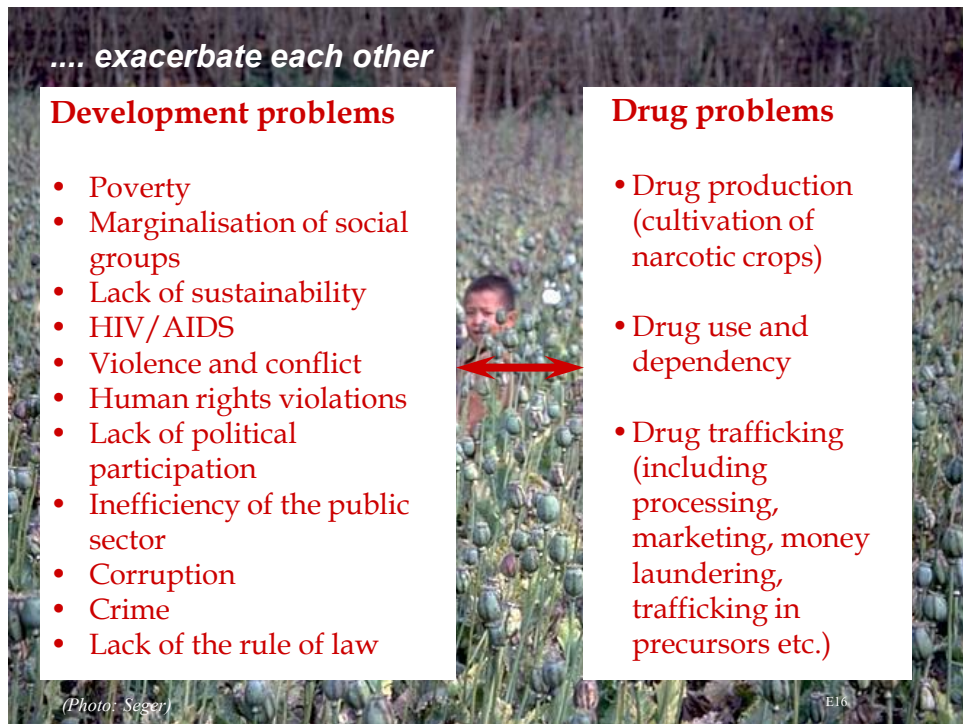 .... exacerbate each other
Development problems
• Poverty
• Marginalisation of social
groups
• Lack of sustainability
• HIV/AIDS
• Violence and conflict
• Human rights violations
• Lack of political
participation
• Inefficiency of the public
sector
• Corruption
• Crime
• Lack of the rule of law
Drug problems
• Drug production
(cultivation of
narcotic crops)
• Drug use and
dependency
• Drug trafficking
(including
processing,
marketing, money
laundering,
trafficking in
precursors etc.)
(Photo: Seger)
E16